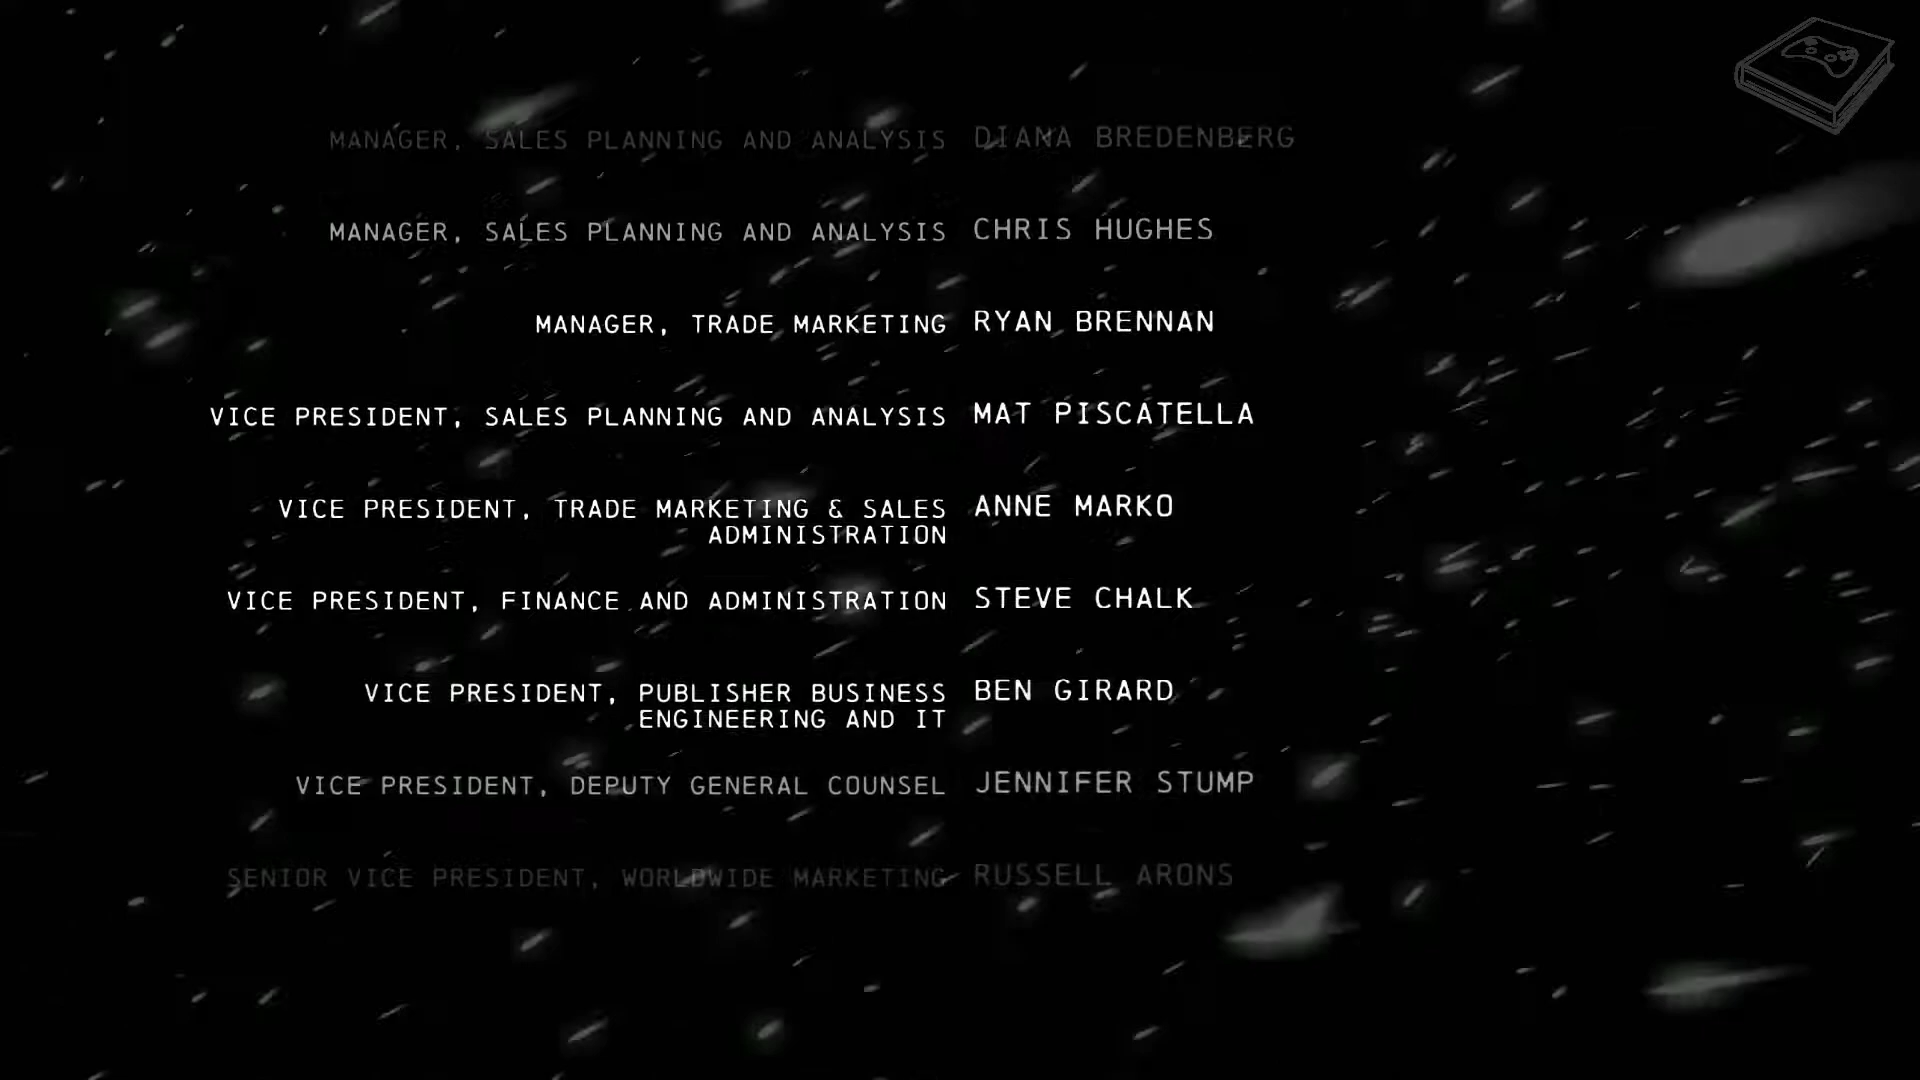 MANAGER, SALES PLANNING AND ANALYSIS DIANA BREDENBERG
MANAGER, SALES PLANNING AND ANALYSIS CHRIS HUGHES
MANAGER, TRADE MARKETING RYAN BRENNAN
VICE PRESIDENT, SALES PLANNING AND ANALYSIS MAT PISCATELLA
VICE PRESIDENT, TRADE MARKETING & SALES ANNE MARKO
ADMINISTRATION
VICE PRESIDENT, FINANCE AND ADMINISTRATION STEVE CHALK
VICE PRESIDENT, PUBLISHER BUSINESS BEN GIRARD
ENGINEERING AND IT
VICE PRESIDENT, DEPUTY GENERAL COUNSEL JENNIFER STUMP
SENIOR VICE PRESIDENT, WORLDWIDE MARKETING RUSSELL ARONS